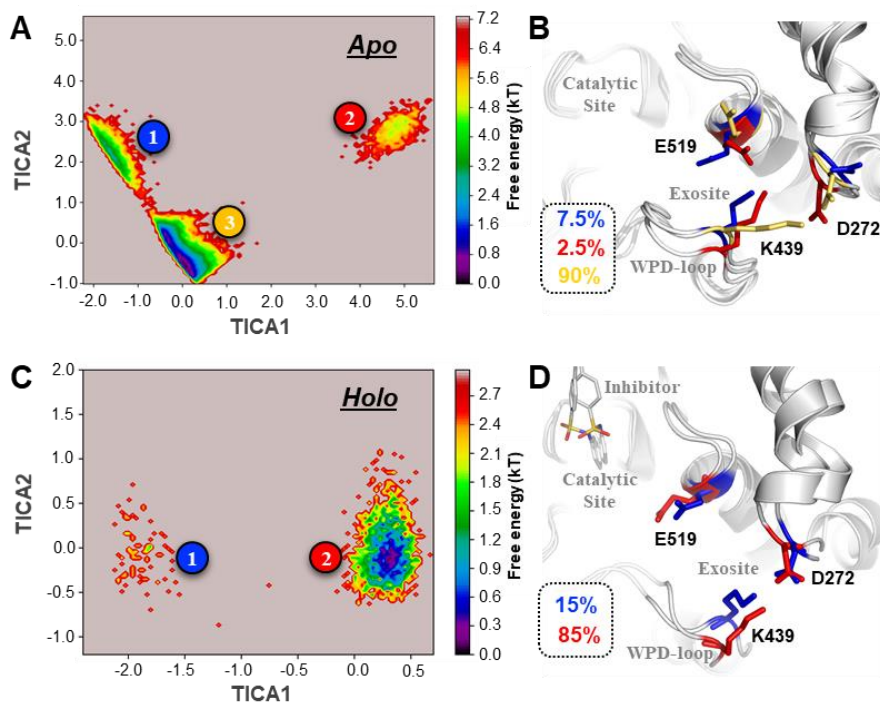 A
Apo
TICA2
5.0
4.0
3.0
2.0
1.0
0.0
-1.0
1
2
3
-2.0 -1.0 0.0 1.0 2.0 3.0 4.0 5.0
TICA1
7.2
6.4
5.6
4.8
4.0
3.2
2.4
1.6
0.8
0.0
Free energy (kT)
B
Catalytic
Site
E519
Exosite
D272
K439
WPD-loop
7.5%
2.5%
90%
C
Holo
TICA2
2.0
1.5
1.0
0.5
0.0
-0.5
-1.0
1
2
-2.0 -1.5 -1.0 -0.5 0.0 0.5
TICA1
2.7
2.4
2.1
1.8
1.5
1.2
0.9
0.6
0.3
0.0
Free energy (kT)
D
Inhibitor
Catalytic
Site
E519
Exosite
D272
K439
WPD-loop
15%
85%